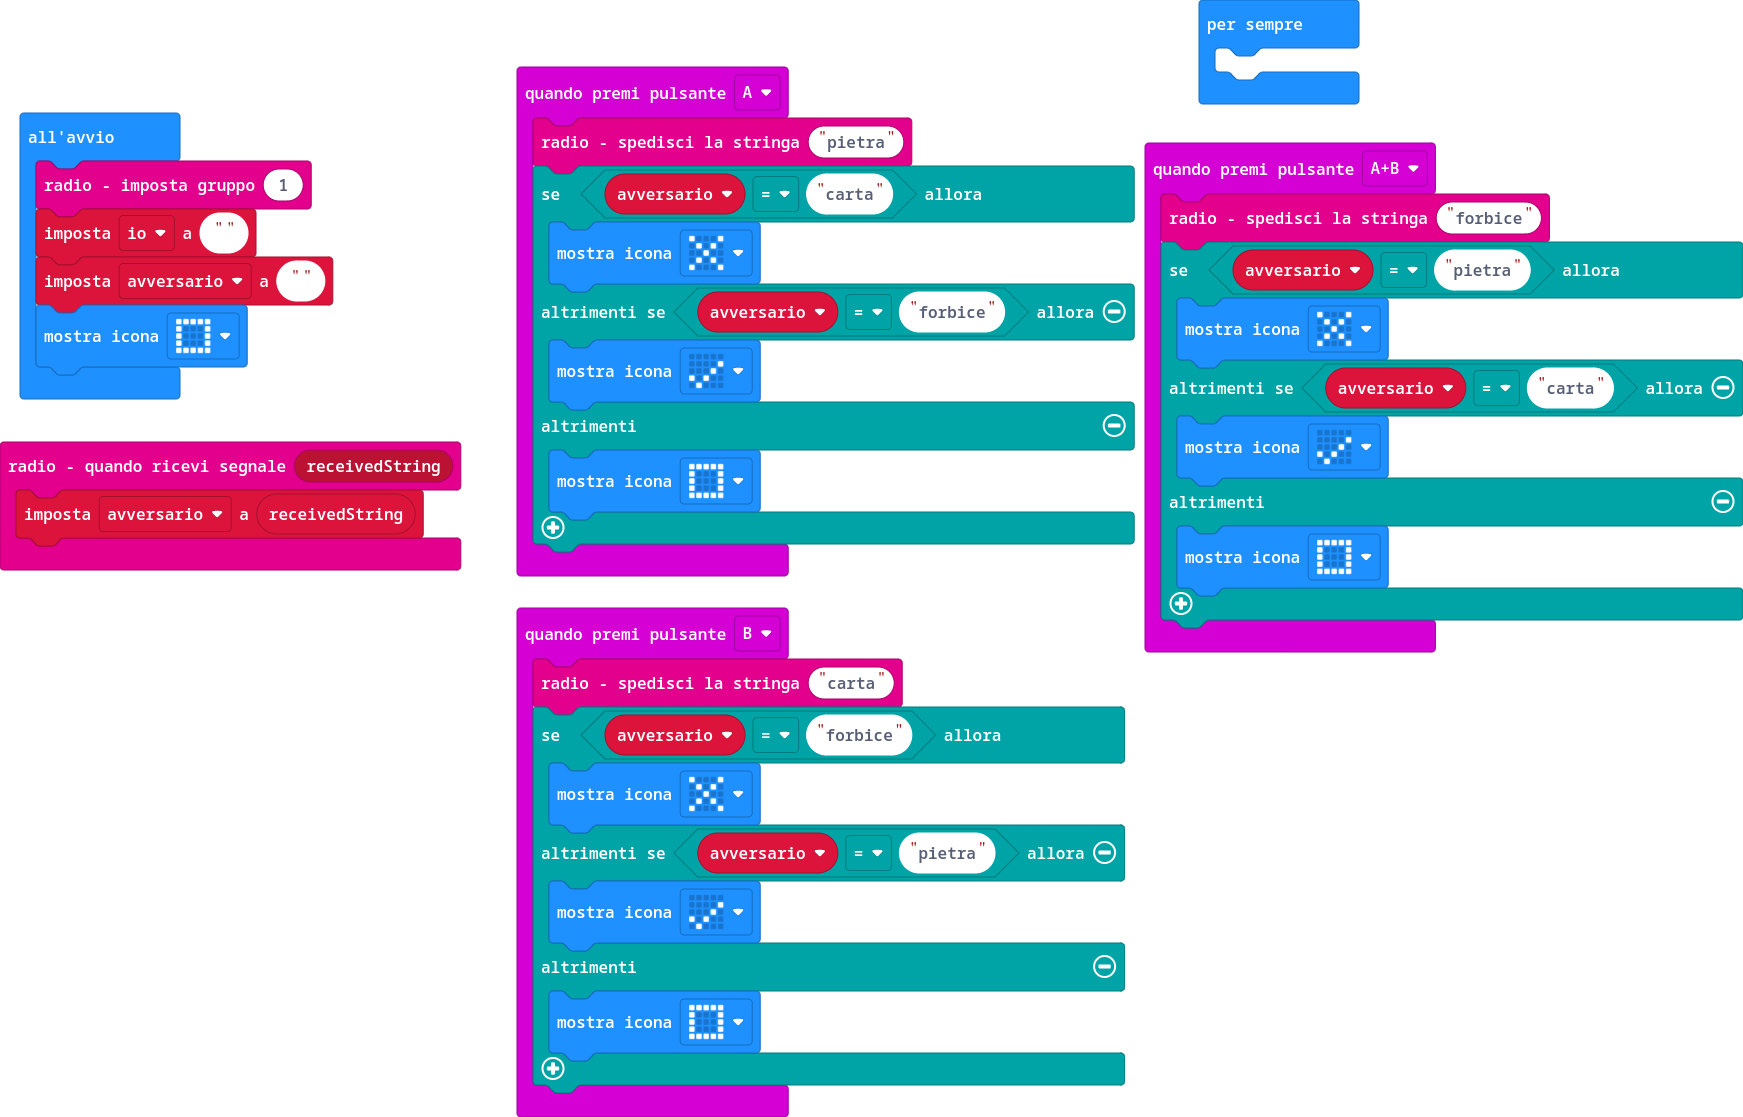 all'avvio
radio - imposta gruppo 1
imposta io a " "
imposta avversario a " "
mostra icona
radio - quando ricevi segnale receivedString
imposta avversario a receivedString
quando premi pulsante A
radio - spedisci la stringa "pietra"
se avversario = "carta" allora
mostra icona
altrimenti se avversario = "forbice" allora
mostra icona
altrimenti
mostra icona
quando premi pulsante B
radio - spedisci la stringa "carta"
se avversario = "forbice" allora
mostra icona
altrimenti se avversario = "pietra" allora
mostra icona
altrimenti
mostra icona
per sempre
quando premi pulsante A+B
radio - spedisci la stringa "forbice"
se avversario = "pietra" allora
mostra icona
altrimenti se avversario = "carta" allora
mostra icona
altrimenti
mostra icona